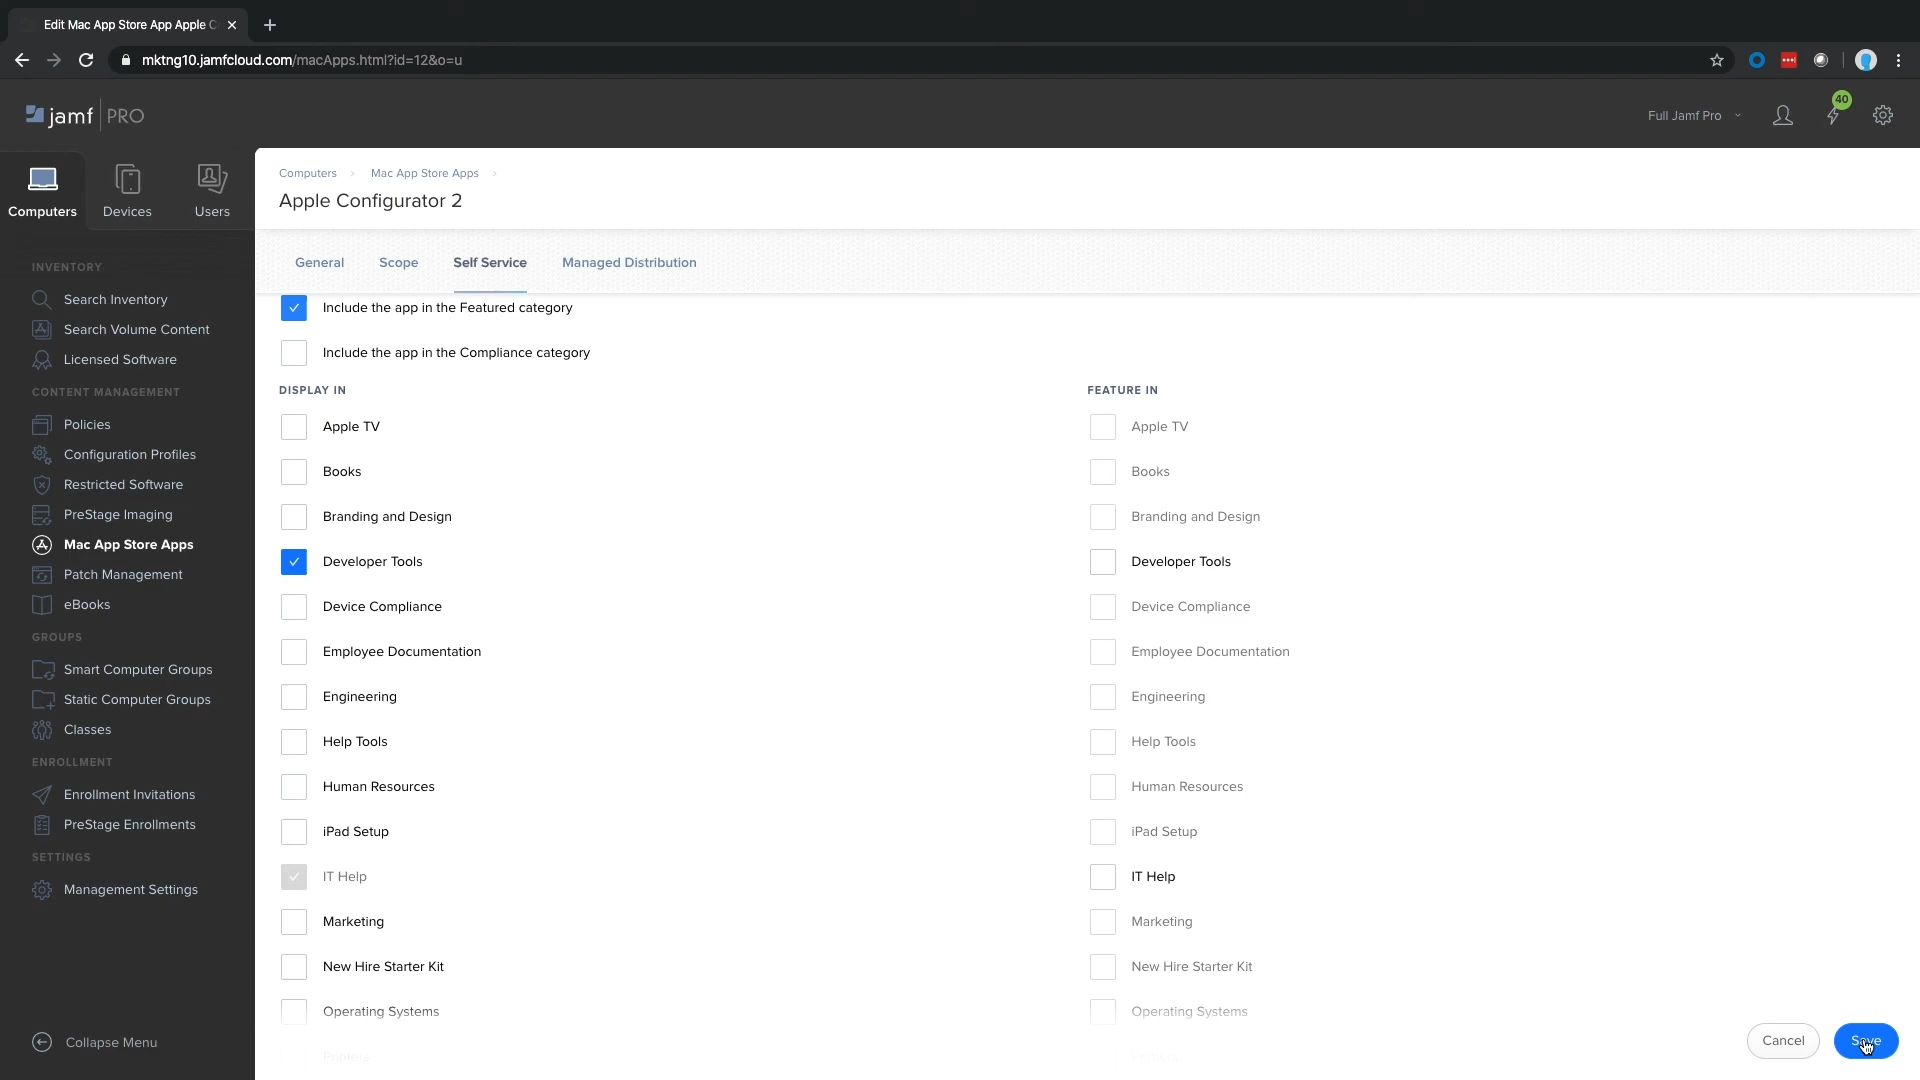 Edit Mac App Store App Apple C
mktng10.jamfcloud.com/macApps.html?id=12&o=u
jamf PRO
Full Jamf Pro
40
Computers
Devices
Users
INVENTORY
Search Inventory
Search Volume Content
Licensed Software
CONTENT MANAGEMENT
Policies
Configuration Profiles
Restricted Software
PreStage Imaging
Mac App Store Apps
Patch Management
eBooks
GROUPS
Smart Computer Groups
Static Computer Groups
Classes
ENROLLMENT
Enrollment Invitations
PreStage Enrollments
SETTINGS
Management Settings
Collapse Menu
Computers
Mac App Store Apps
Apple Configurator 2
General
Scope
Self Service
Managed Distribution
Include the app in the Featured category
Include the app in the Compliance category
DISPLAY IN
Apple TV
Books
Branding and Design
Developer Tools
Device Compliance
Employee Documentation
Engineering
Help Tools
Human Resources
iPad Setup
IT Help
Marketing
New Hire Starter Kit
Operating Systems
Printers
FEATURE IN
Apple TV
Books
Branding and Design
Developer Tools
Device Compliance
Employee Documentation
Engineering
Help Tools
Human Resources
iPad Setup
IT Help
Marketing
New Hire Starter Kit
Operating Systems
Cancel
Save